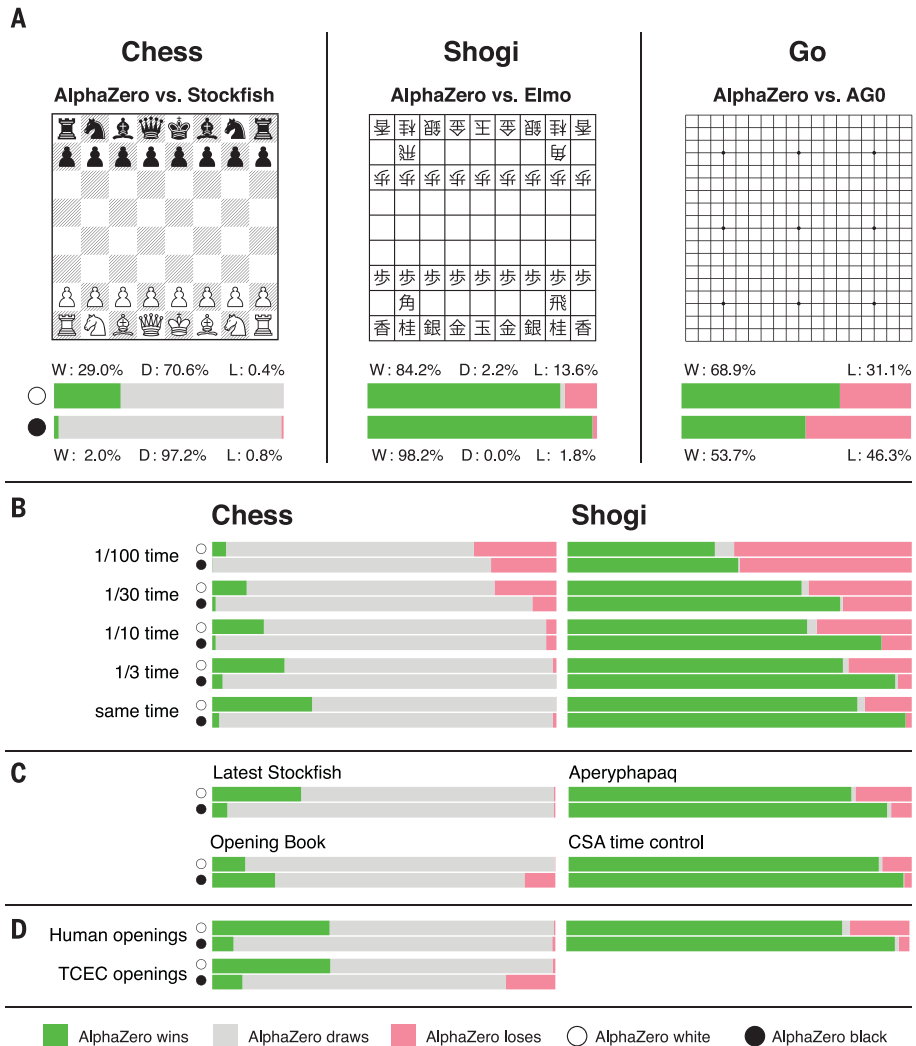 A
Chess
AlphaZero vs. Stockfish
W: 29.0% D: 70.6% L: 0.4%
W: 2.0% D: 97.2% L: 0.8%
Shogi
AlphaZero vs. Elmo
香桂銀金玉金銀桂香
飛 角
歩歩歩歩歩歩歩歩歩
歩歩歩歩歩歩歩歩歩
角 飛
香桂銀金玉金銀桂香
W: 84.2% D: 2.2% L: 13.6%
W: 98.2% D: 0.0% L: 1.8%
Go
AlphaZero vs. AG0
W: 68.9% L: 31.1%
W: 53.7% L: 46.3%
B
Chess Shogi
1/100 time
1/30 time
1/10 time
1/3 time
same time
C
Latest Stockfish Aperyphapaq
Opening Book CSA time control
D
Human openings
TCEC openings
AlphaZero wins AlphaZero draws AlphaZero loses AlphaZero white AlphaZero black